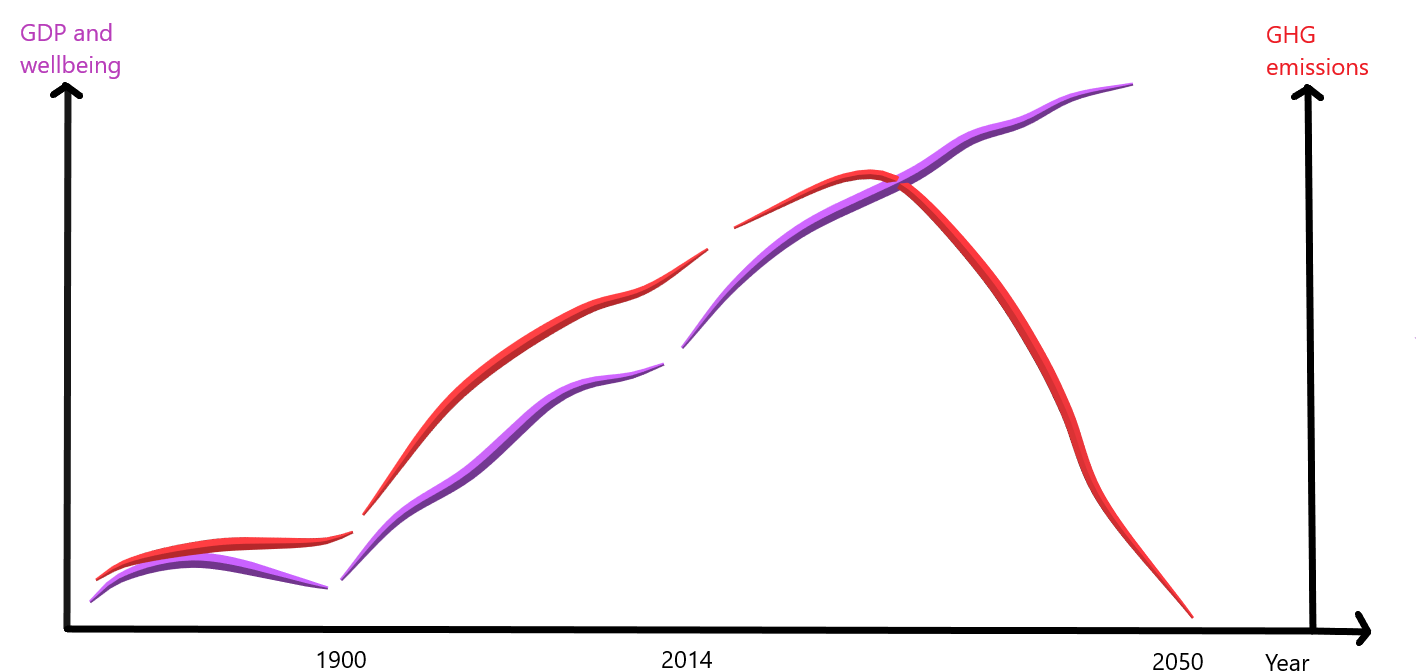 GDP and
wellbeing
GHG
emissions
1900
2014
2050
Year